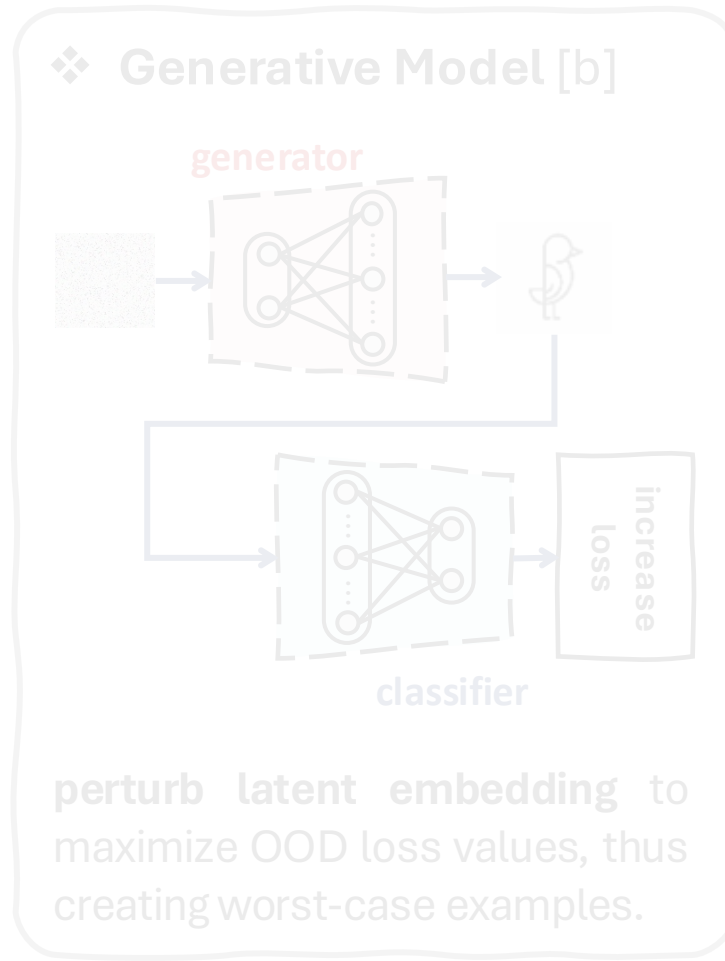 ❖ Generative Model [b]
generator
increase
loss
classifier
perturb latent embedding to
maximize OOD loss values, thus
creating worst-case examples.